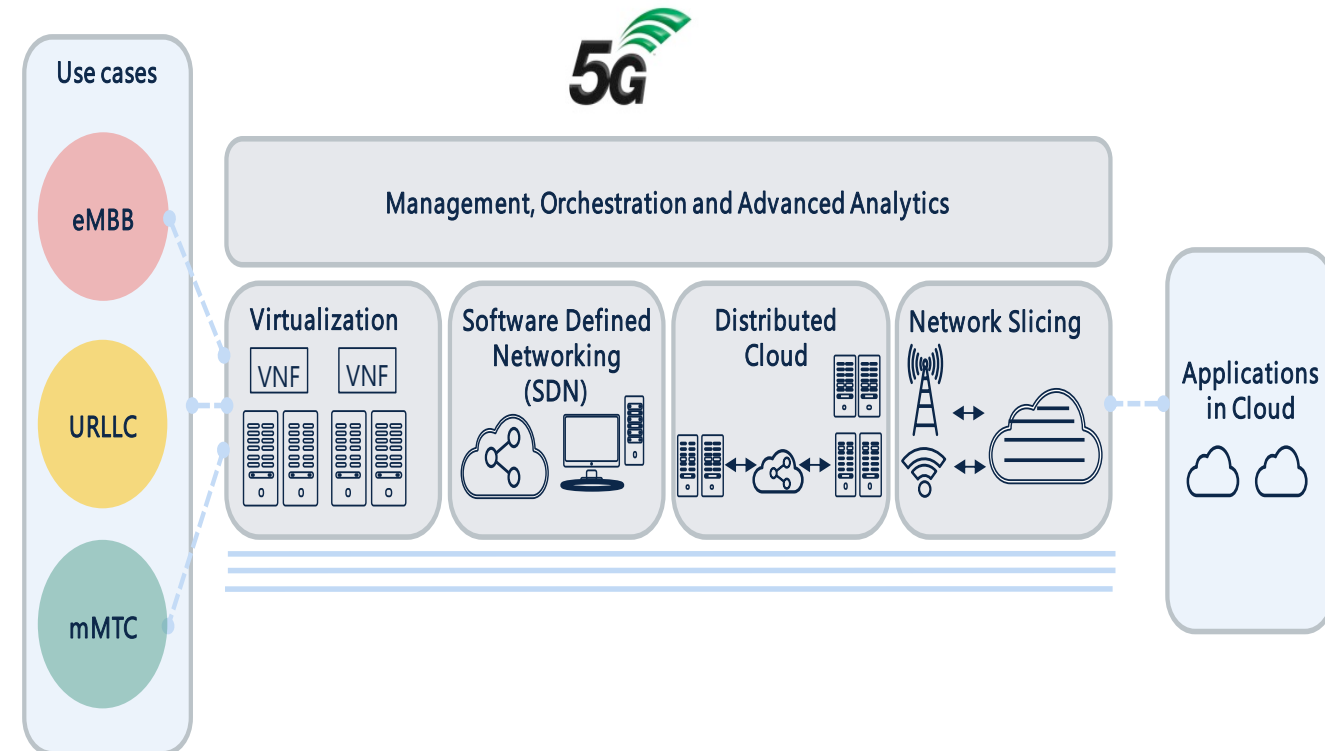 5G
Use cases
eMBB
URLLC
mMTC
Management, Orchestration and Advanced Analytics
Virtualization
VNF
VNF
Software Defined
Networking
(SDN)
Distributed
Cloud
Network Slicing
Applications
in Cloud